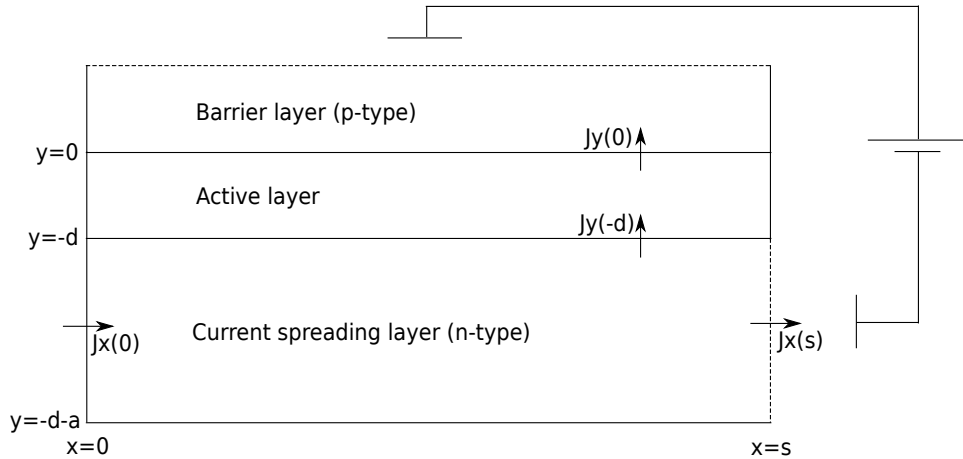 Barrier layer (p-type)
Jy(0)
y=0
Active layer
Jy(-d)
y=-d
Current spreading layer (n-type)
Jx(0)
Jx(s)
y=-d-a
x=0
x=s